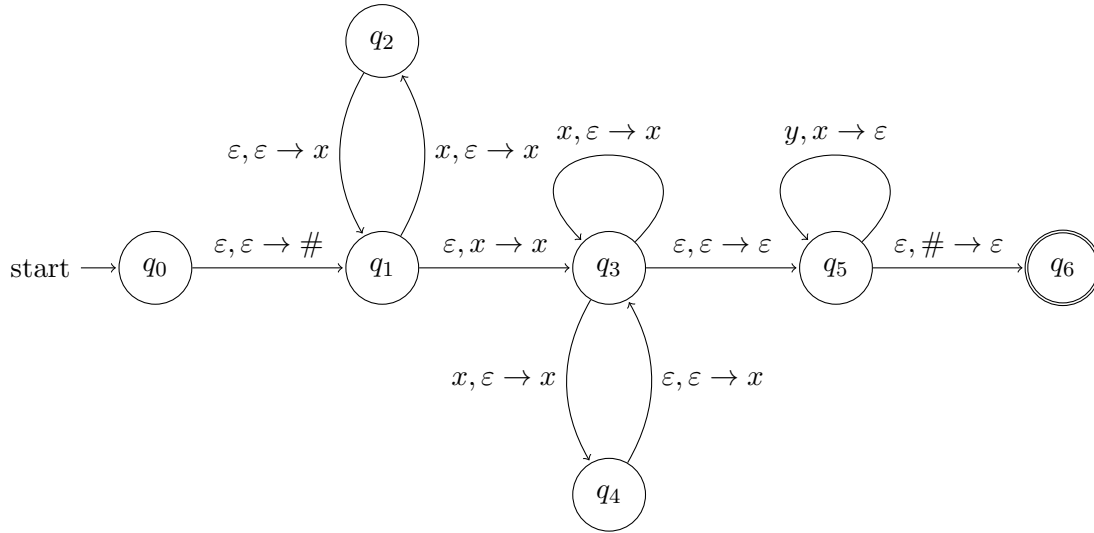 q₂
ε, ε → x
x, ε → x
x, ε → x
y, x → ε
start
q₀
ε, ε → #
q₁
ε, x → x
q₃
ε, ε → ε
q₅
ε, # → ε
q₆
x, ε → x
ε, ε → x
q₄